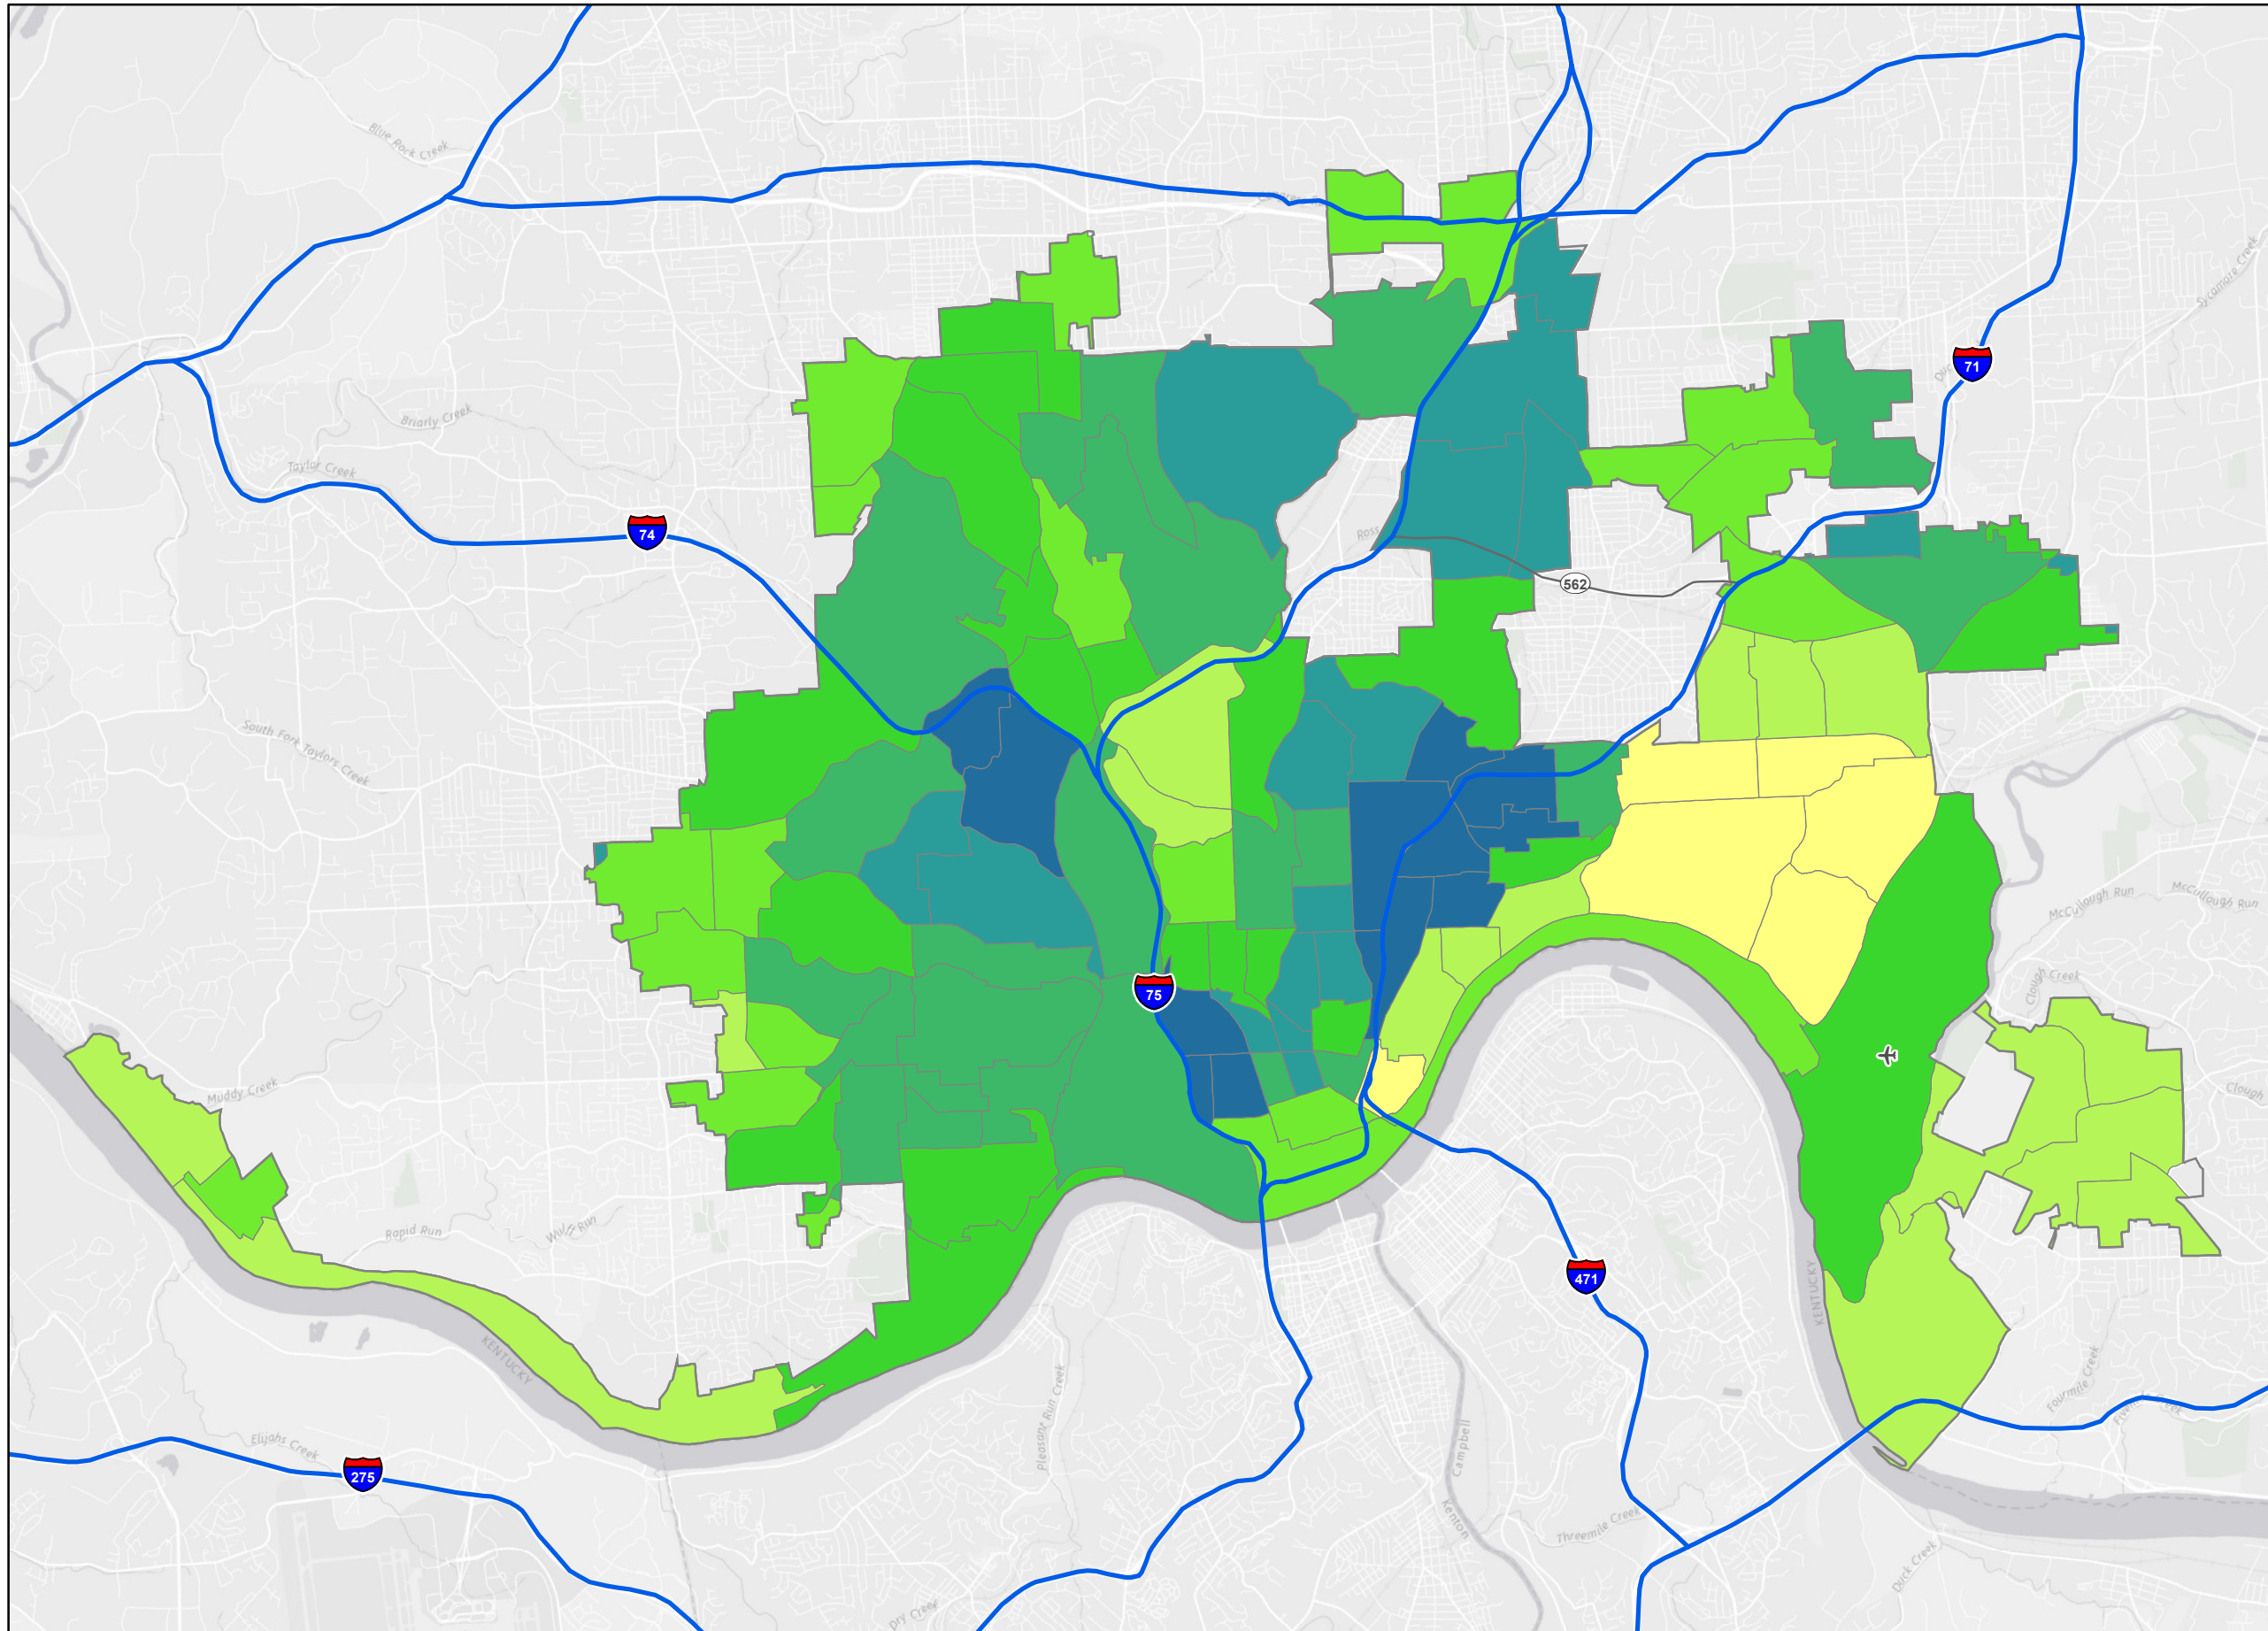 Blue Rock Creek
Sycamore Creek
71
Briarly Creek
Taylor Creek
74
Ross
562
South Fork Taylors Creek
McCullough Run
McCullough Run
Clough Creek
75
Muddy Creek
Clough
Rapid Run
Wulff Run
471
KENTUCKY
KENTUCKY
Pleasant Run Creek
Fourmile Creek
Campbell
Elijahs Creek
275
Kenton
Threemile Creek
Duck Creek
Dry Creek